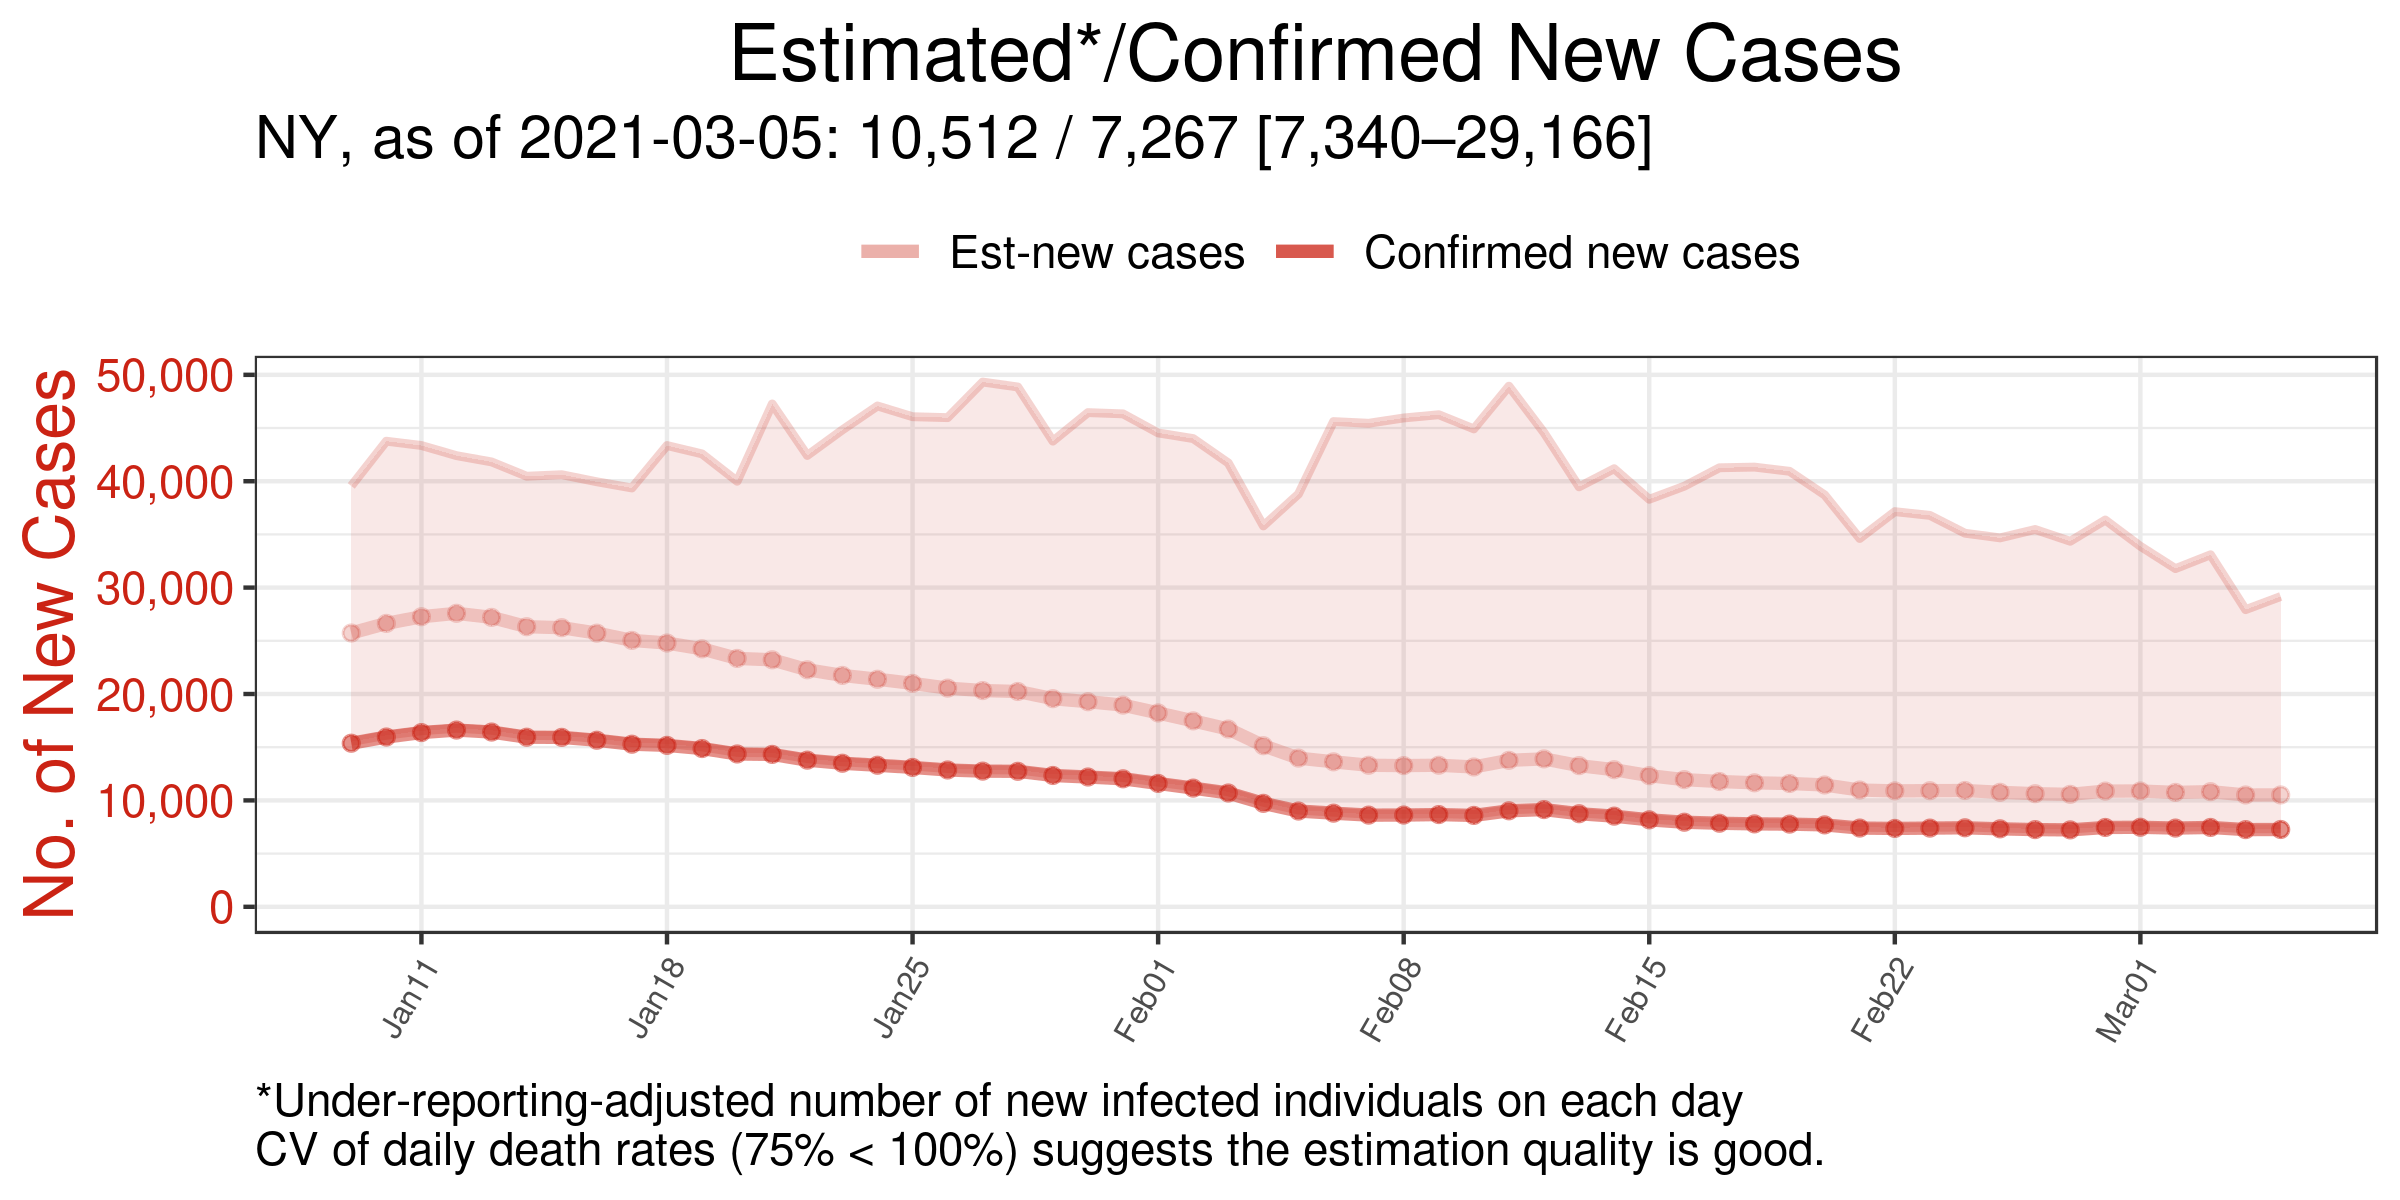 Estimated*/Confirmed New Cases
NY, as of 2021-03-05: 10,512 / 7,267 [7,340–29,166]
Est-new cases
Confirmed new cases
No. of New Cases
50,000
40,000
30,000
20,000
10,000
0
Jan11
Jan18
Jan25
Feb01
Feb08
Feb15
Feb22
Mar01
*Under-reporting-adjusted number of new infected individuals on each day
CV of daily death rates (75% < 100%) suggests the estimation quality is good.